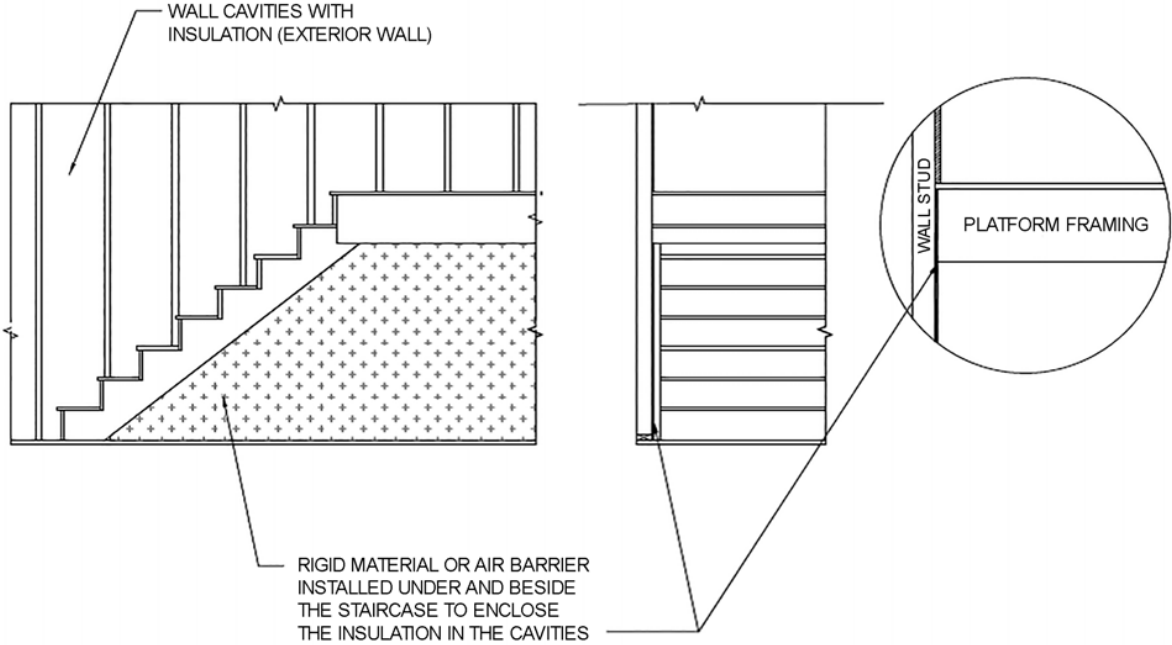 WALL CAVITIES WITH
INSULATION (EXTERIOR WALL)
WALL STUD
PLATFORM FRAMING
RIGID MATERIAL OR AIR BARRIER
INSTALLED UNDER AND BESIDE
THE STAIRCASE TO ENCLOSE
THE INSULATION IN THE CAVITIES